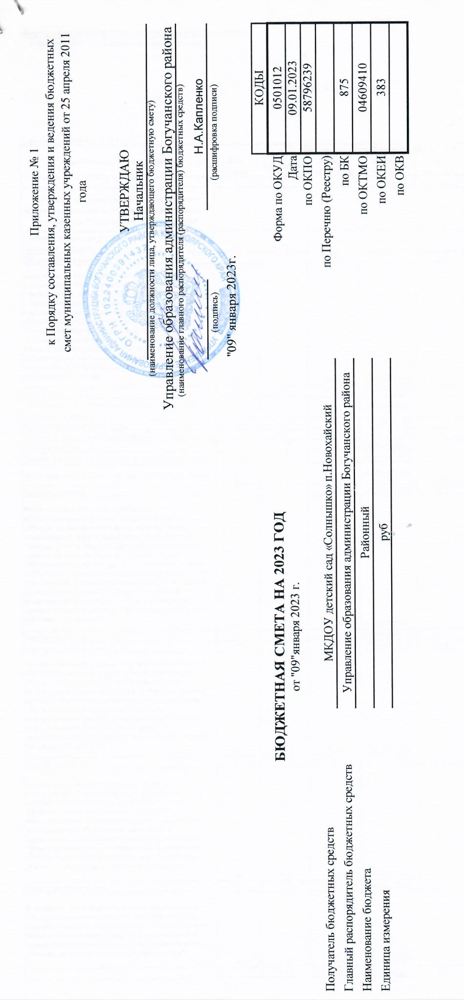 Приложение № 1
к Порядку составления, утверждения и ведения бюджетных
смет муниципальных казенных учреждений от 25 апреля 2011
года
УТВЕРЖДАЮ
Начальник
(наименование должности лица, утверждающего бюджетную смету)
Управление образования администрации Богучанского района
(наименование главного распорядителя (распорядителя) бюджетных средств)
Н.А.Капленко
(подпись) (расшифровка подписи)
"09" января 2023г.
КОДЫ
БЮДЖЕТНАЯ СМЕТА НА 2023 ГОД Форма по ОКУД 0501012
от "09"января 2023 г. Дата 09.01.2023
по ОКПО 58796239
Получатель бюджетных средств МКДОУ детский сад «Солнышко» п.Новохайский по Перечню (Реестру)
Главный распорядитель бюджетных средств Управление образования администрации Богучанского района по БК 875
Наименование бюджета Районный по ОКТМО 04609410
Единица измерения руб по ОКЕИ 383
по ОКВ